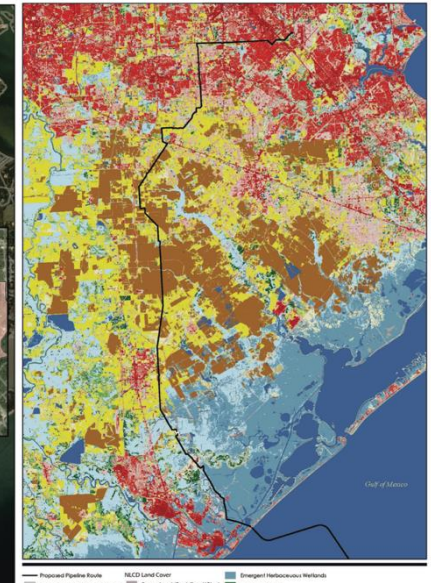 Gulf of Mexico
Proposed Pipeline Route
NLCD Land Cover
Emergent Herbaceous Wetlands